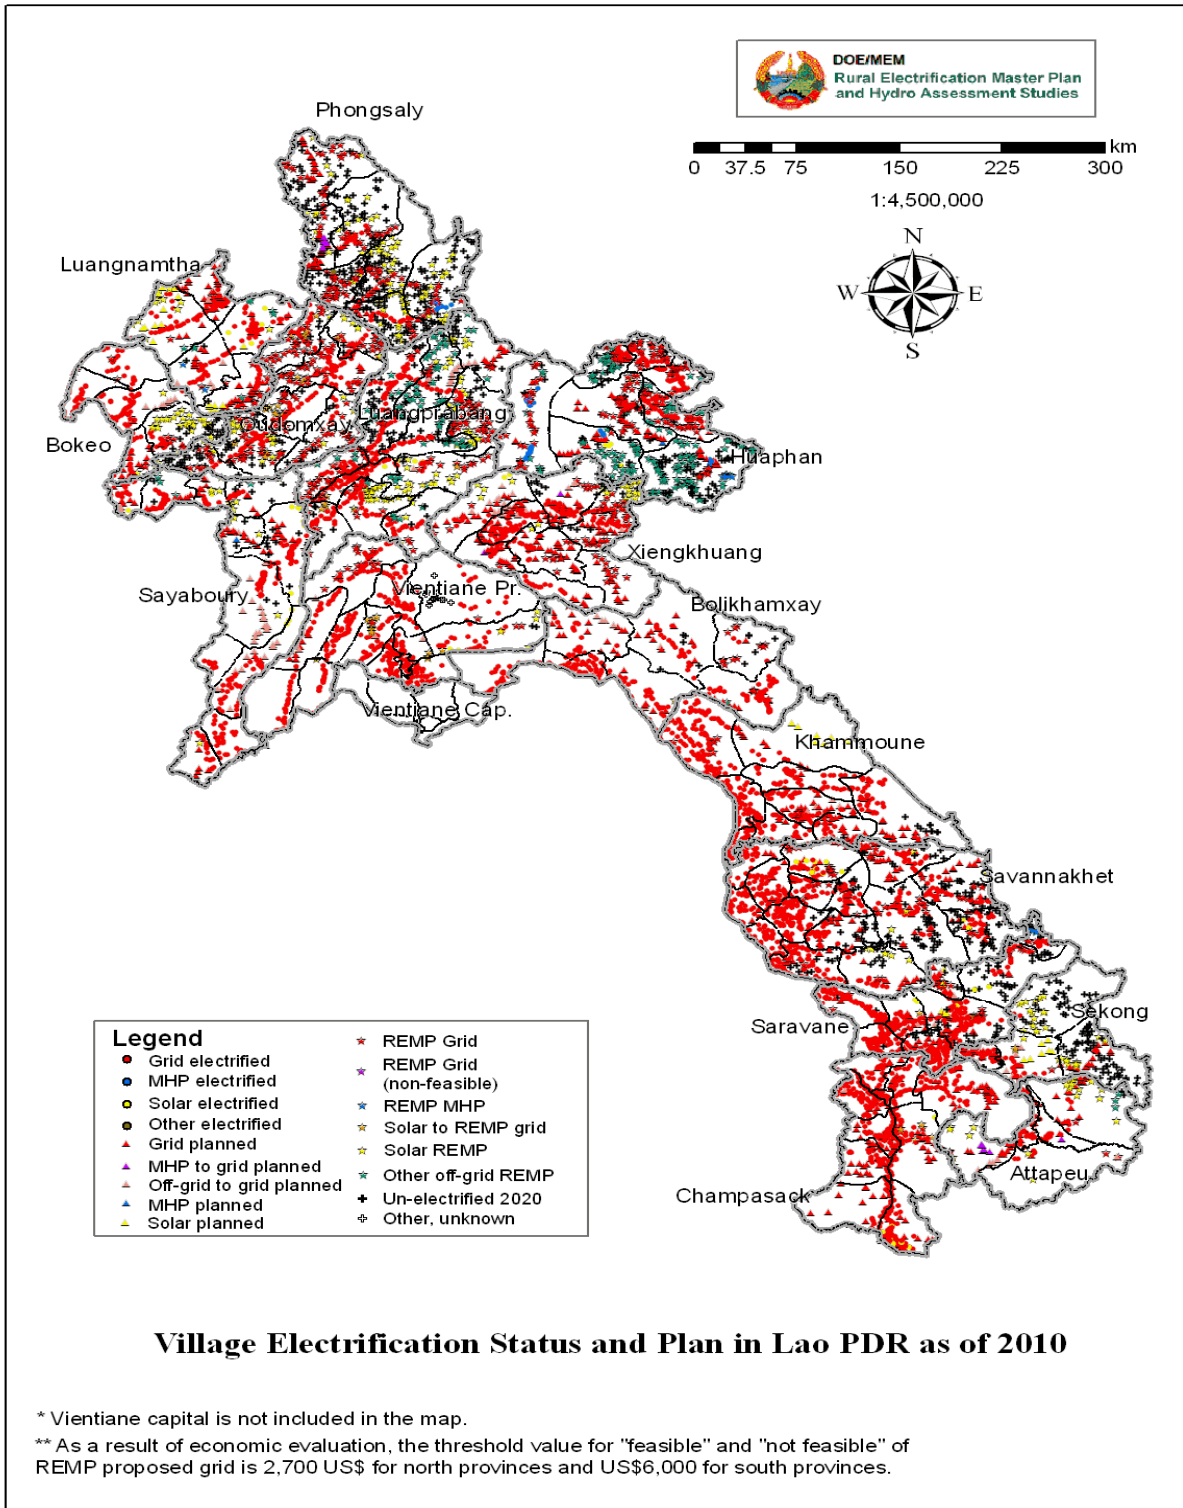 DOE/MEM
Rural Electrification Master Plan
and Hydro Assessment Studies
Phongsaly
km
0 37.5 75 150 225 300
1:4,500,000
N
W E
S
Luangnamtha
Luangprabang
Oudomxay
Bokeo
Huaphan
Xiengkhuang
Sayaboury
Vientiane Pr.
Bolikhamxay
Vientiane Cap.
Khammoune
Savannakhet
Saravane
Sekong
Attapeu
Champasack
Legend
Grid electrified
MHP electrified
Solar electrified
Other electrified
Grid planned
MHP to grid planned
Off-grid to grid planned
MHP planned
Solar planned
REMP Grid
REMP Grid
(non-feasible)
REMP MHP
Solar to REMP grid
Solar REMP
Other off-grid REMP
Un-electrified 2020
Other, unknown
Village Electrification Status and Plan in Lao PDR as of 2010
* Vientiane capital is not included in the map.
** As a result of economic evaluation, the threshold value for "feasible" and "not feasible" of
REMP proposed grid is 2,700 US$ for north provinces and US$6,000 for south provinces.